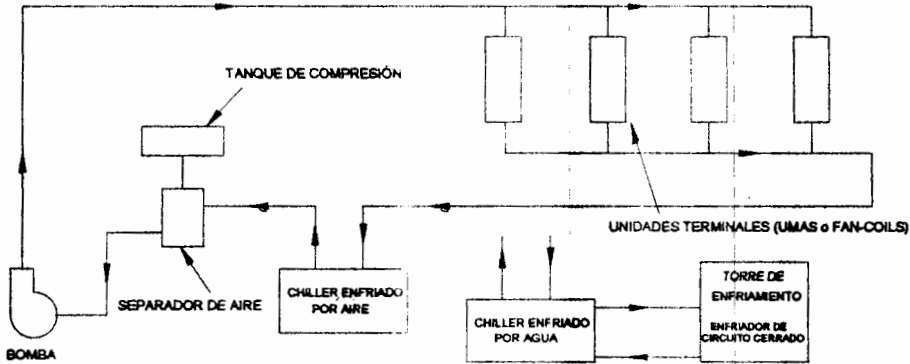 TANQUE DE COMPRESIÓN
UNIDADES TERMINALES (UMAS o FAN-COILS)
SEPARADOR DE AIRE
CHILLER ENFRIADO
POR AIRE
CHILLER ENFRIADO
POR AGUA
TORRE DE
ENFRIAMIENTO
ENFRIADOR DE
CIRCUITO CERRADO
BOMBA